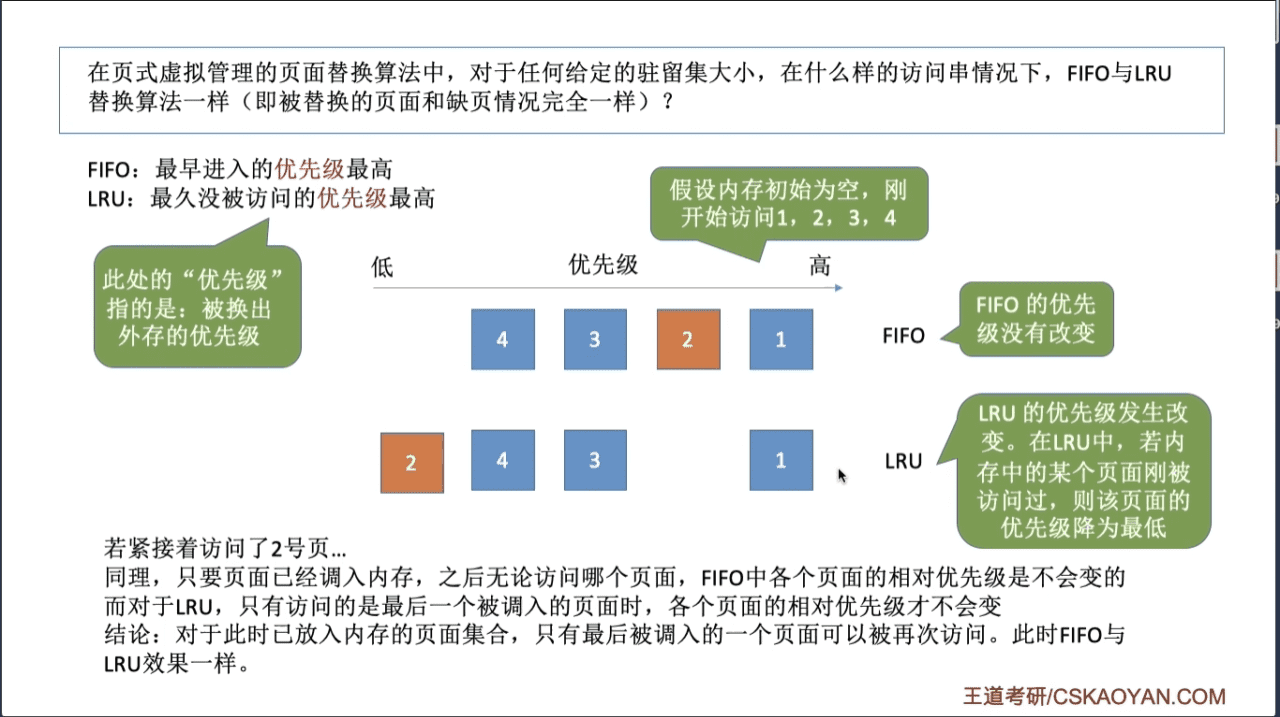 在页式虚拟管理的页面替换算法中，对于任何给定的驻留集大小，在什么样的访问串情况下，FIFO与LRU
替换算法一样（即被替换的页面和缺页情况完全一样）？
FIFO：最早进入的优先级最高
LRU：最久没被访问的优先级最高
此处的“优先级”
指的是：被换出
外存的优先级
假设内存初始为空，刚
开始访问1，2，3，4
低
优先级
高
4
3
2
1
FIFO
FIFO 的优先
级没有改变
2
4
3
1
LRU
LRU 的优先级发生改
变。在LRU中，若内
存中的某个页面刚被
访问过，则该页面的
优先级降为最低
若紧接着访问了2号页...
同理，只要页面已经调入内存，之后无论访问哪个页面，FIFO中各个页面的相对优先级是不会变的
而对于LRU，只有访问的是最后一个被调入的页面时，各个页面的相对优先级才不会变
结论：对于此时已放入内存的页面集合，只有最后被调入的一个页面可以被再次访问。此时FIFO与
LRU效果一样。
王道考研/CSKAOYAN.COM